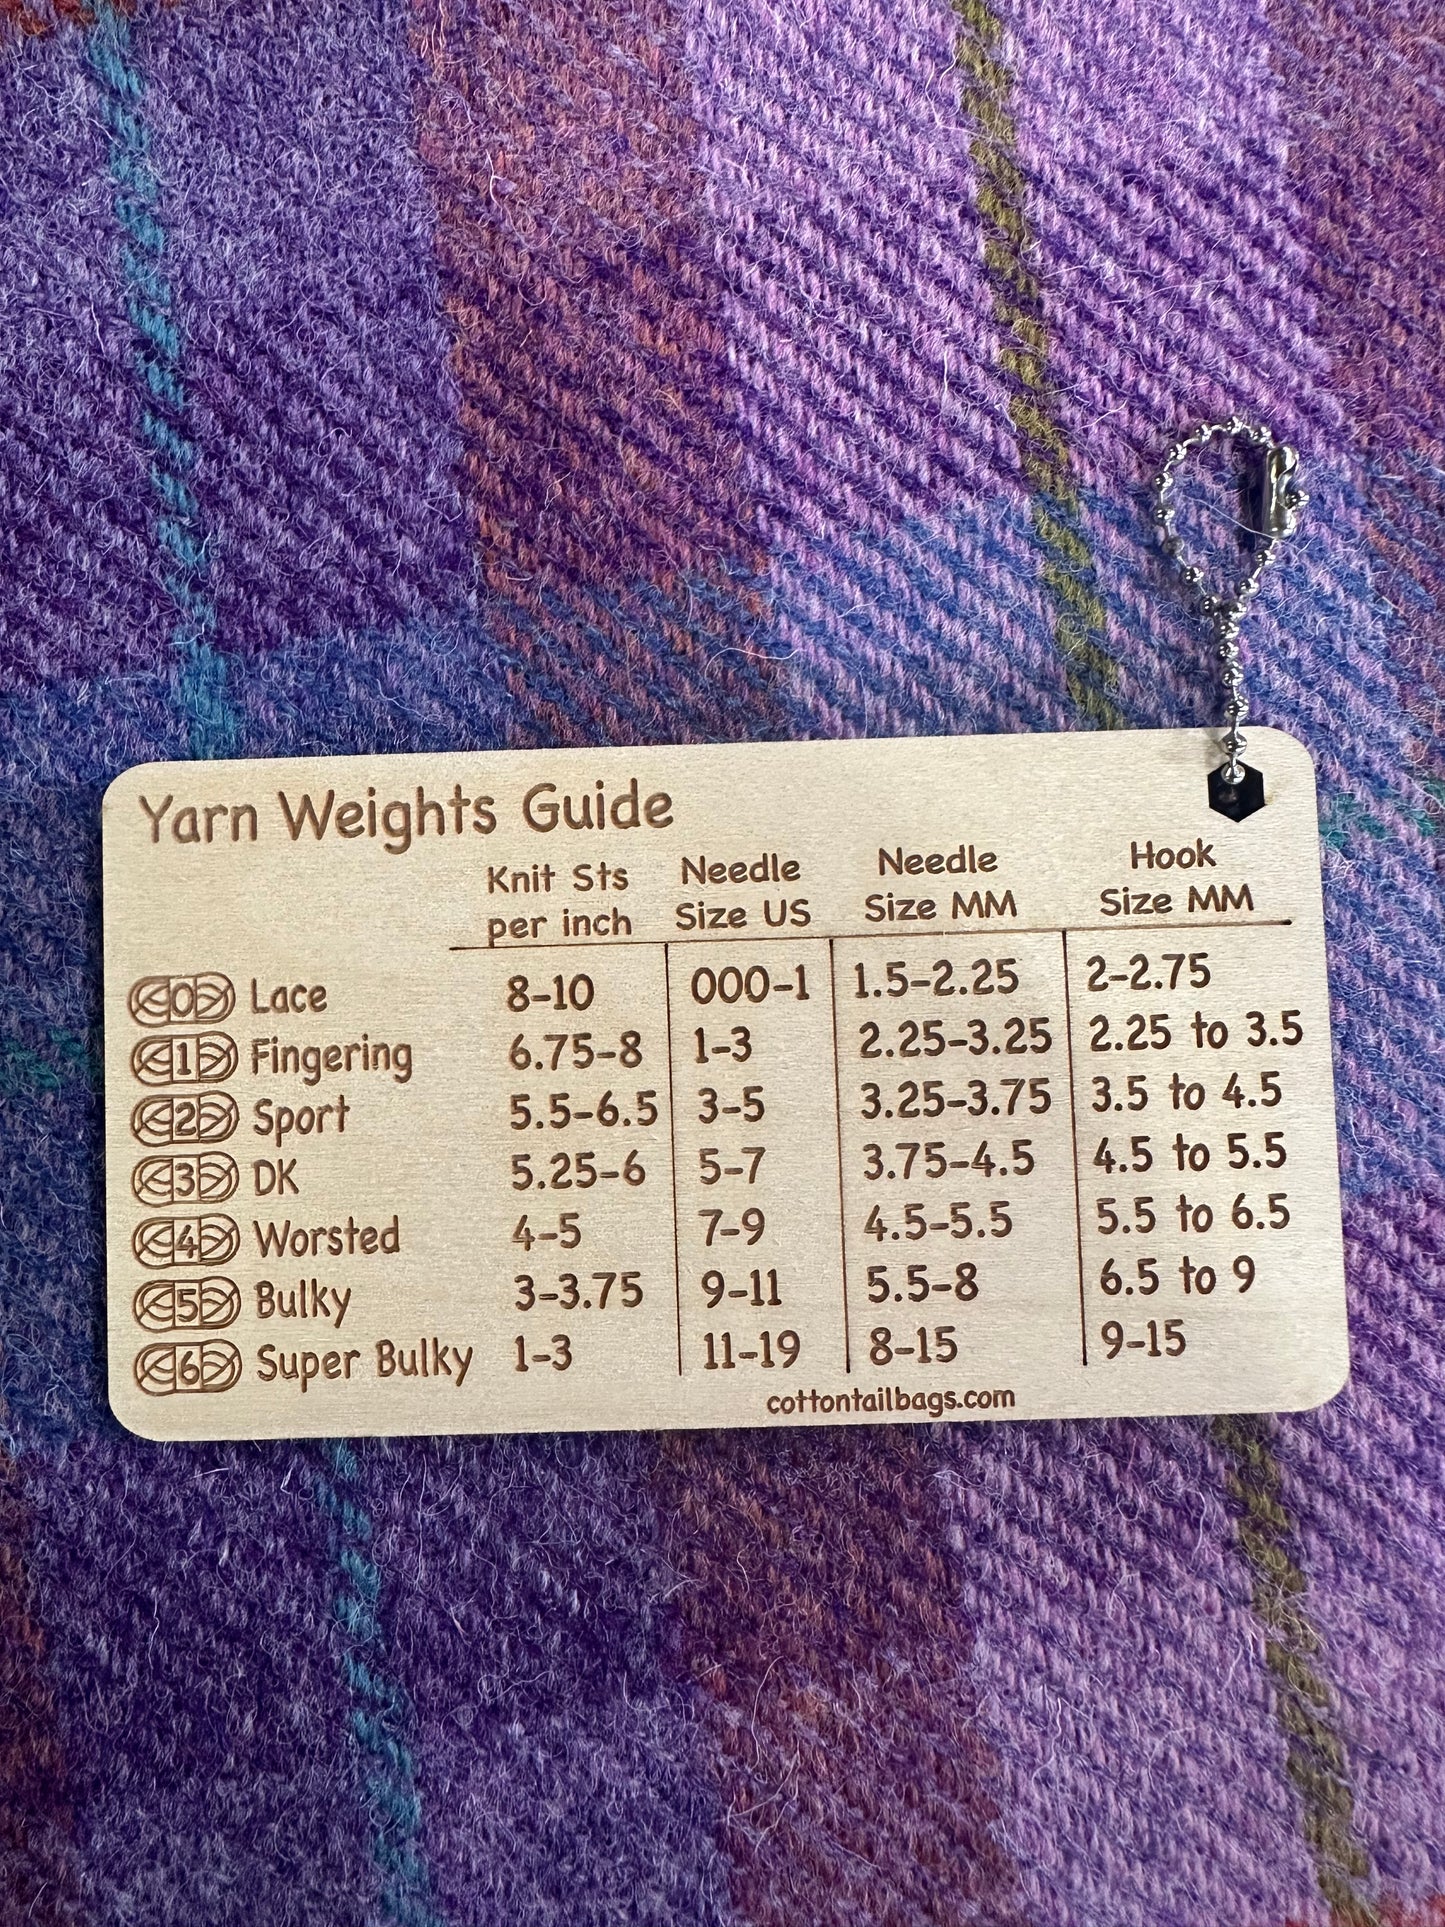 Yarn Weights Guide
Knit Sts per inch Needle Size US Needle Size MM Hook Size MM
0 Lace 8-10 000-1 1.5-2.25 2-2.75
1 Fingering 6.75-8 1-3 2.25-3.25 2.25 to 3.5
2 Sport 5.5-6.5 3-5 3.25-3.75 3.5 to 4.5
3 DK 5.25-6 5-7 3.75-4.5 4.5 to 5.5
4 Worsted 4-5 7-9 4.5-5.5 5.5 to 6.5
5 Bulky 3-3.75 9-11 5.5-8 6.5 to 9
6 Super Bulky 1-3 11-19 8-15 9-15
cottontailbags.com